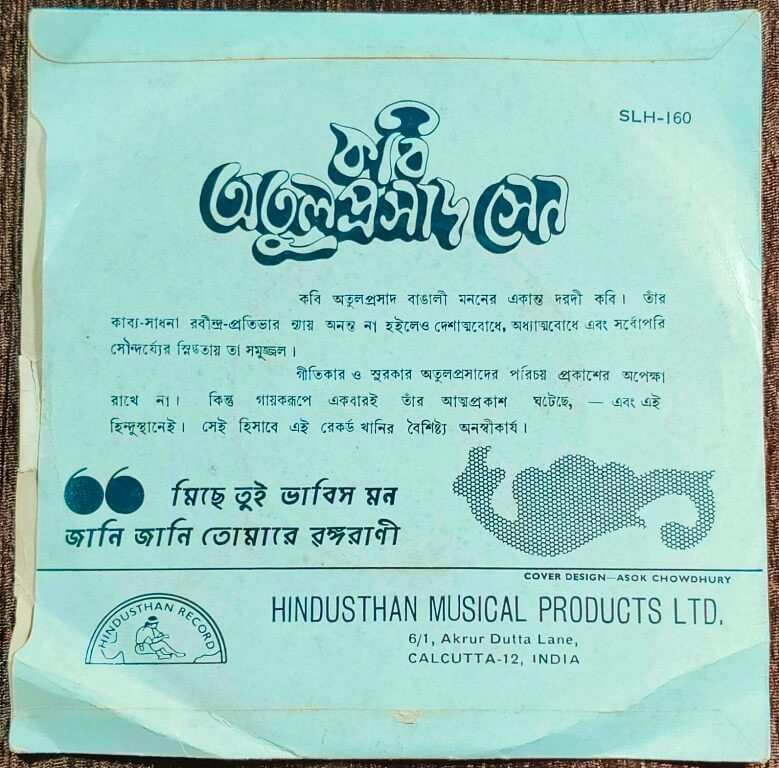 SLH-160
কবি
অতুলপ্রসাদ সেন
কবি অতুলপ্রসাদ বাঙালী মননের একান্ত দরদী কবি। তাঁর
কাব্য-সাধনা রবীন্দ্র-প্রতিভার ন্যায় অনন্ত না হইলেও দেশাত্মবোধে, অধ্যাত্মবোধে এবং সর্বোপরি
সৌন্দর্য্যের স্নিগ্ধতায় তা সমুজ্জ্বল।
গীতিকার ও সুরকার অতুলপ্রসাদের পরিচয় প্রকাশের অপেক্ষা
রাখে না। কিন্তু গায়করূপে একবারই তাঁর আত্মপ্রকাশ ঘটেছে, — এবং এই
হিন্দুস্থানেই। সেই হিসাবে এই রেকর্ড খানির বৈশিষ্ট্য অনস্বীকার্য।
“ মিছে তুই ভাবিস মন
জানি জানি তোমারে রঙ্গরাণী
COVER DESIGN—ASOK CHOWDHURY
HINDUSTHAN RECORD
HINDUSTHAN MUSICAL PRODUCTS LTD.
6/1, Akrur Dutta Lane,
CALCUTTA-12, INDIA